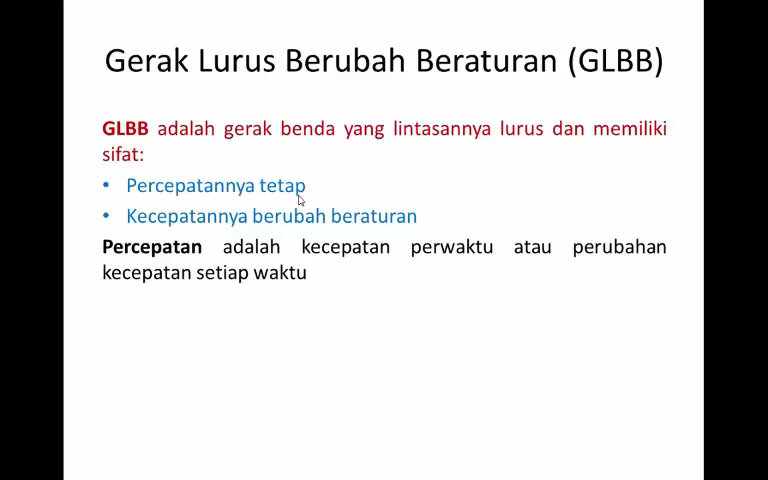 Gerak Lurus Berubah Beraturan (GLBB)
GLBB adalah gerak benda yang lintasannya lurus dan memiliki
sifat:
• Percepatannya tetap
• Kecepatannya berubah beraturan
Percepatan adalah kecepatan perwaktu atau perubahan
kecepatan setiap waktu